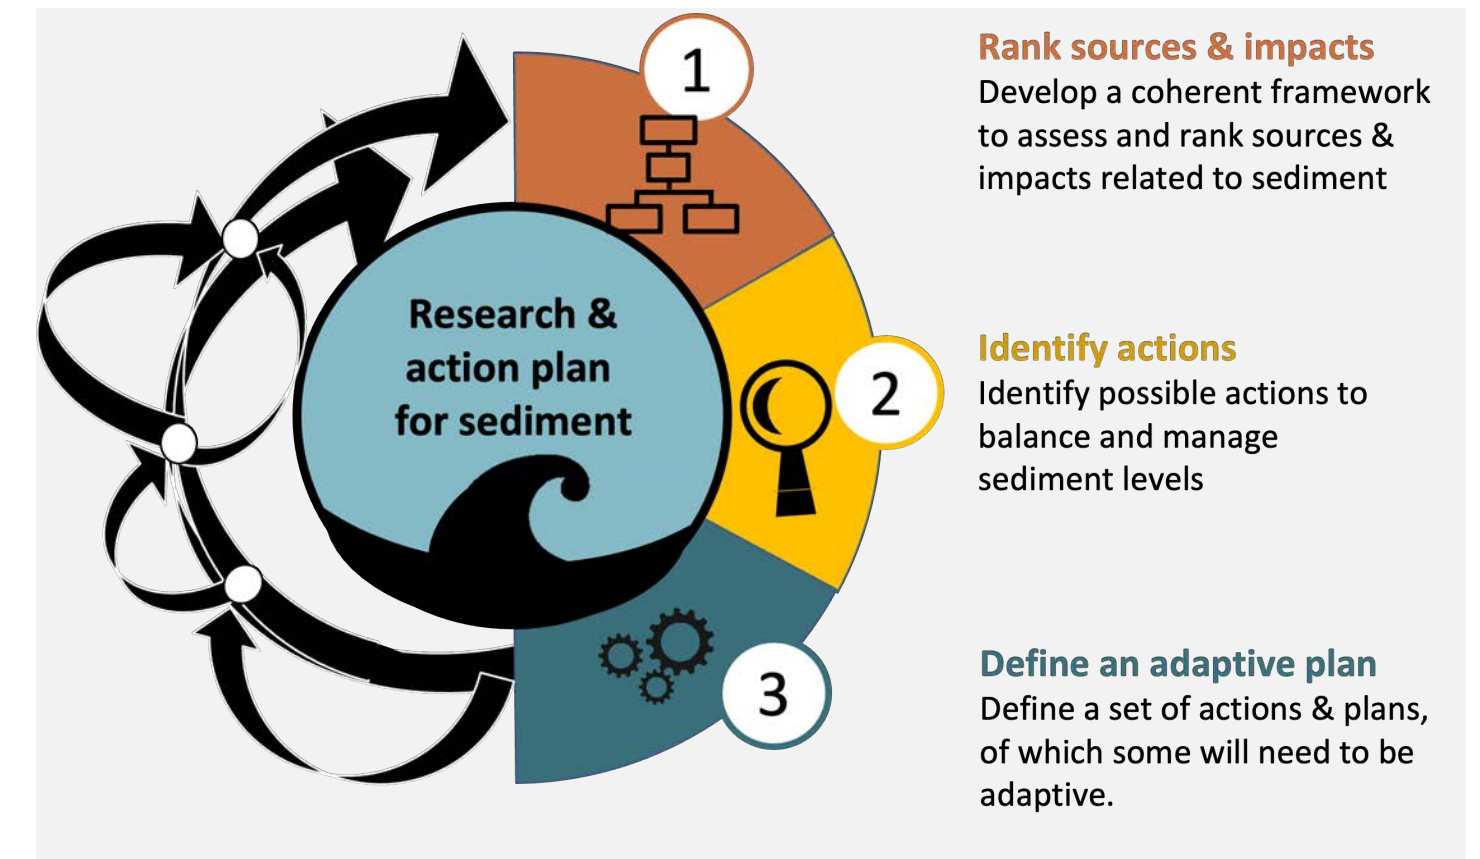 1
Rank sources & impacts
Develop a coherent framework
to assess and rank sources &
impacts related to sediment
Research &
action plan
for sediment
2
Identify actions
Identify possible actions to
balance and manage
sediment levels
3
Define an adaptive plan
Define a set of actions & plans,
of which some will need to be
adaptive.